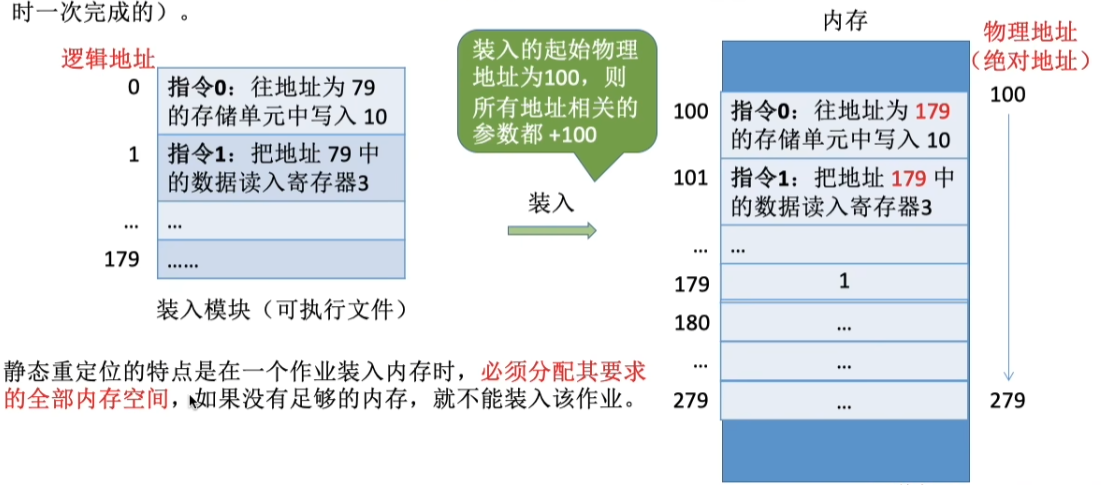 时一次完成的）。
逻辑地址
0
指令0：往地址为 79
的存储单元中写入 10
1
指令1：把地址 79 中
的数据读入寄存器3
...
...
179
......
装入模块（可执行文件）
装入的起始物理
地址为100，则
所有地址相关的
参数都 +100
装入
内存
物理地址
（绝对地址）
100
指令0：往地址为 179
的存储单元中写入 10
100
101
指令1：把地址 179 中
的数据读入寄存器3
...
...
179
1
180
...
...
...
279
...
279
静态重定位的特点是在一个作业装入内存时，必须分配其要求
的全部内存空间，如果没有足够的内存，就不能装入该作业。